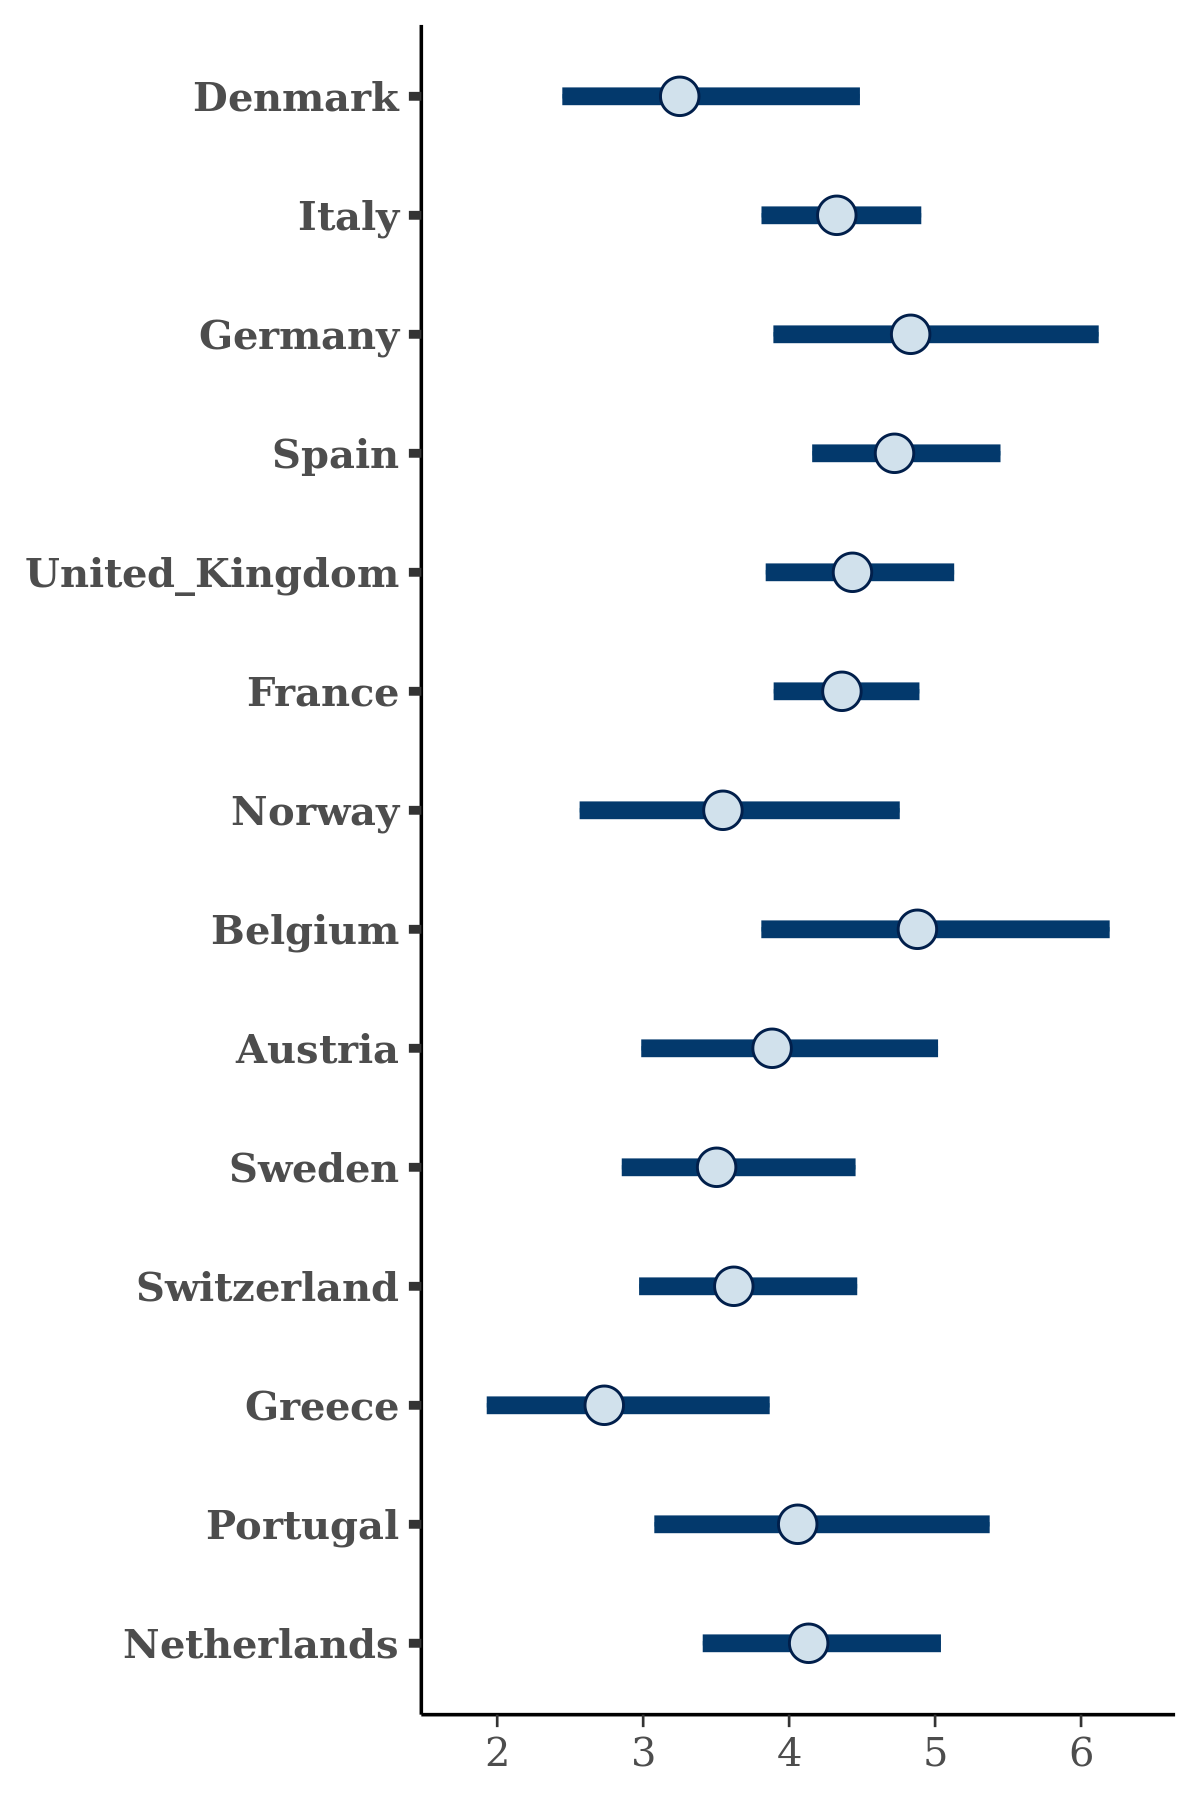 Denmark
Italy
Germany
Spain
United_Kingdom
France
Norway
Belgium
Austria
Sweden
Switzerland
Greece
Portugal
Netherlands
2 3 4 5 6